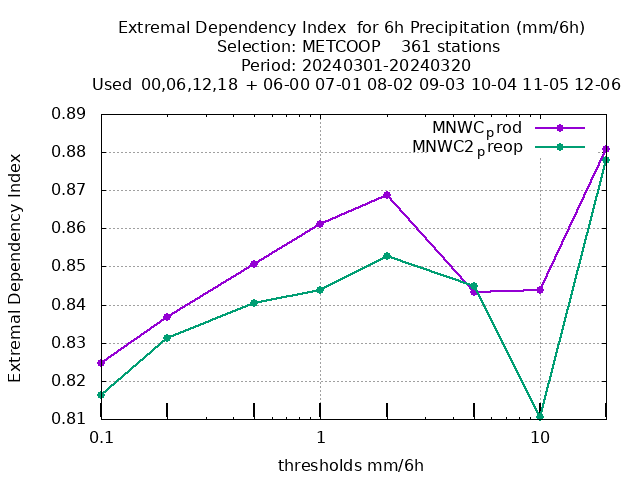 Extremal Dependency Index  for 6h Precipitation (mm/6h)
Selection: METCOOP    361 stations
Period: 20240301-20240320
Used  00,06,12,18  + 06-00 07-01 08-02 09-03 10-04 11-05 12-06
MNWCprod
MNWC2preop
Extremal Dependency Index
0.89
0.88
0.87
0.86
0.85
0.84
0.83
0.82
0.81
0.1 1 10
thresholds mm/6h